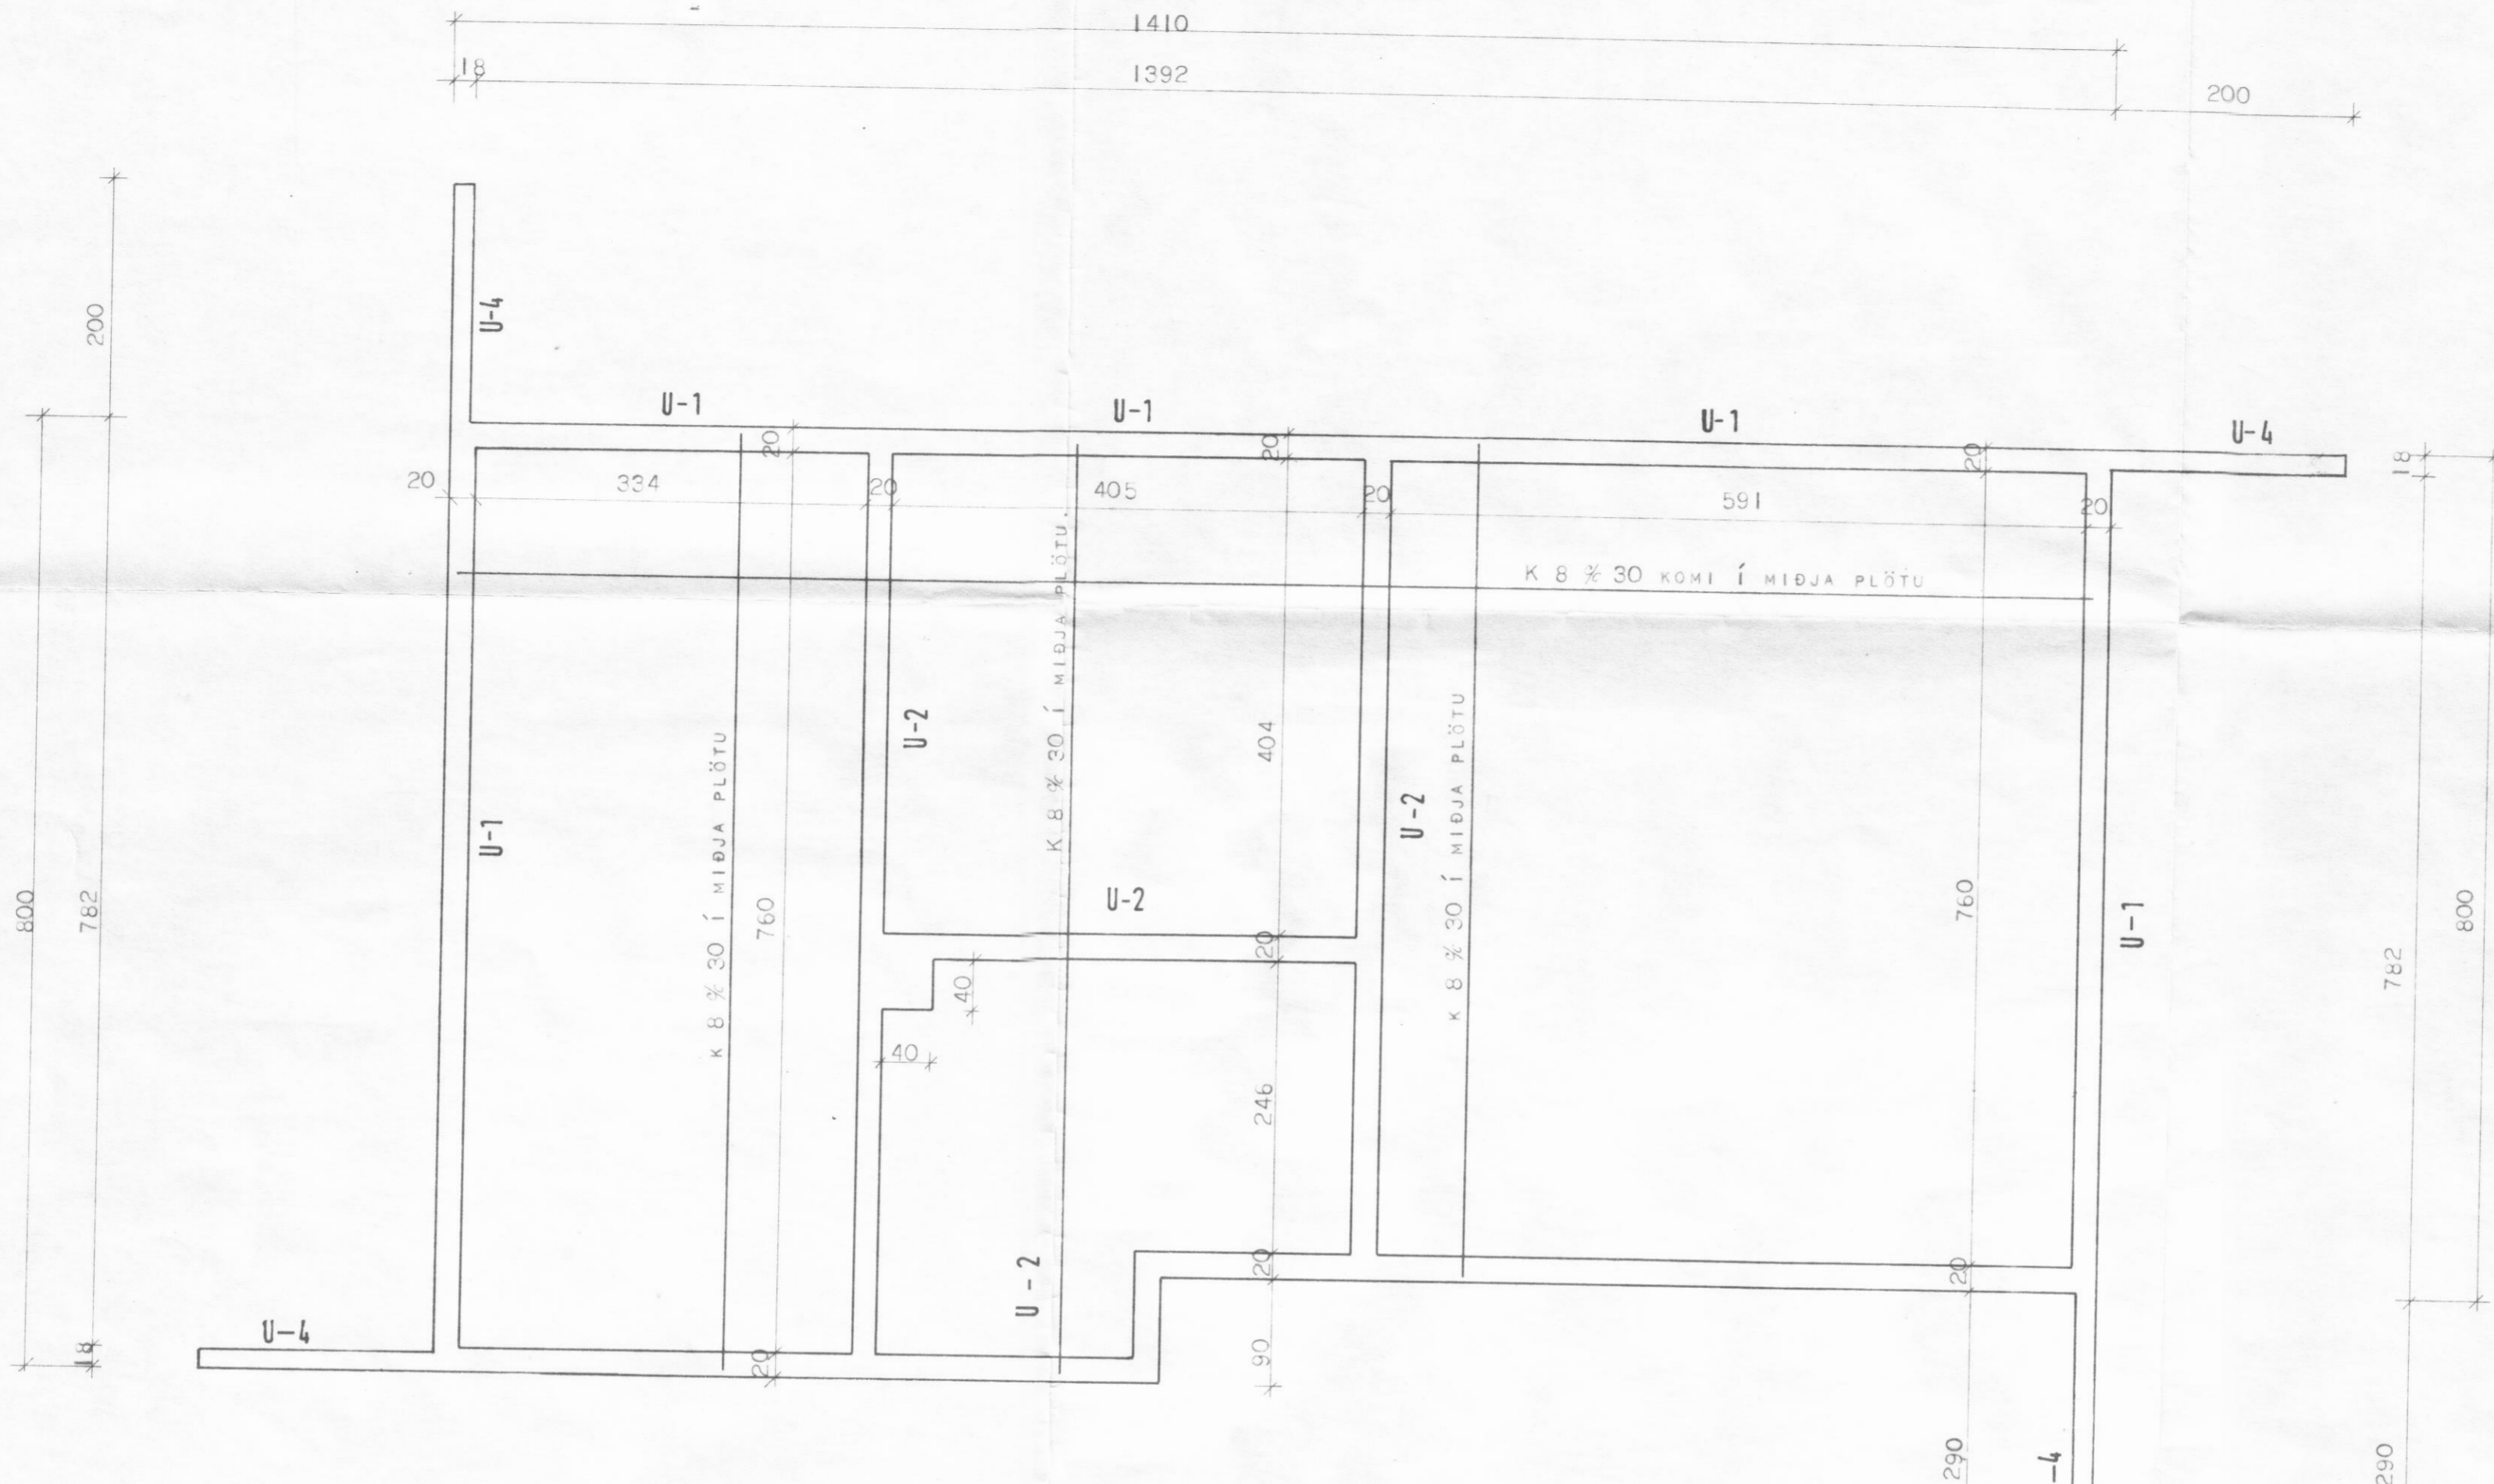 1410
18
1392
200
200
U-4
U-1
U-1
U-1
U-4
20
20
20
18
20
334
20
405
20
591
20
K 8 % 30 KOMI Í MIÐJA PLÖTU
K 8 % 30 Í MIÐJA PLÖTU
K 8 % 30 Í MIÐJA PLÖTU.
K 8 % 30 Í MIÐJA PLÖTU
U-2
404
U-2
U-1
U-1
800
782
760
760
782
800
U-2
20
40
40
246
U-2
20
20
U-4
18
20
90
290
-4
290